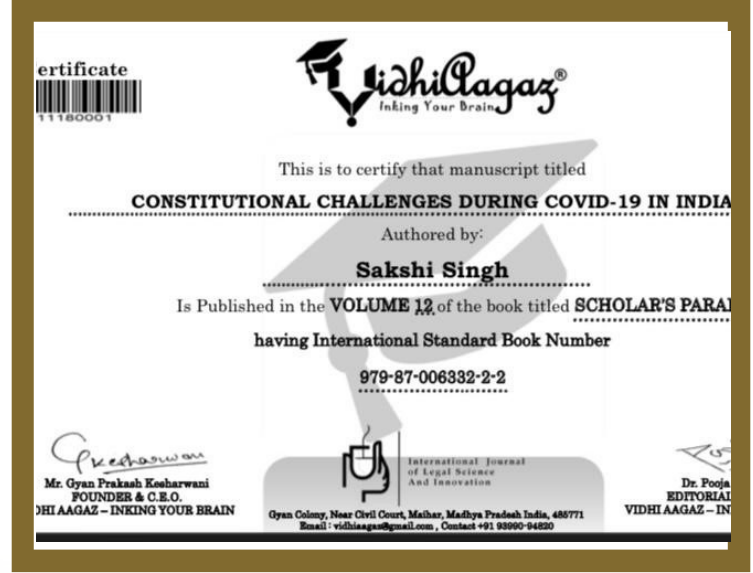 ertificate
11180001
VidhiAagaz®
Inking Your Brain
This is to certify that manuscript titled
CONSTITUTIONAL CHALLENGES DURING COVID-19 IN INDIA
Authored by:
Sakshi Singh
Is Published in the VOLUME 12 of the book titled SCHOLAR'S PARA
having International Standard Book Number
979-87-006332-2-2
Mr. Gyan Prakash Kesharwani
FOUNDER & C.E.O.
DHI AAGAZ – INKING YOUR BRAIN
International Journal
of Legal Science
And Innovation
Gyan Colony, Near Civil Court, Maihar, Madhya Pradesh India, 485771
Email : vidhiaagaz@gmail.com , Contact +91 93990-94820
Dr. Pooja
EDITORIAL
VIDHI AAGAZ – IN